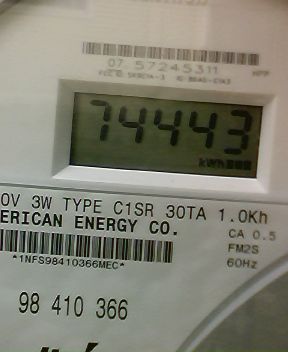 07 57245311
74443
kWh
0V 3W TYPE C1SR 30TA 1.0Kh
ERICAN ENERGY CO.
CA 0.5
FM2S
*1NFS98410366MEC*
60Hz
98 410 366